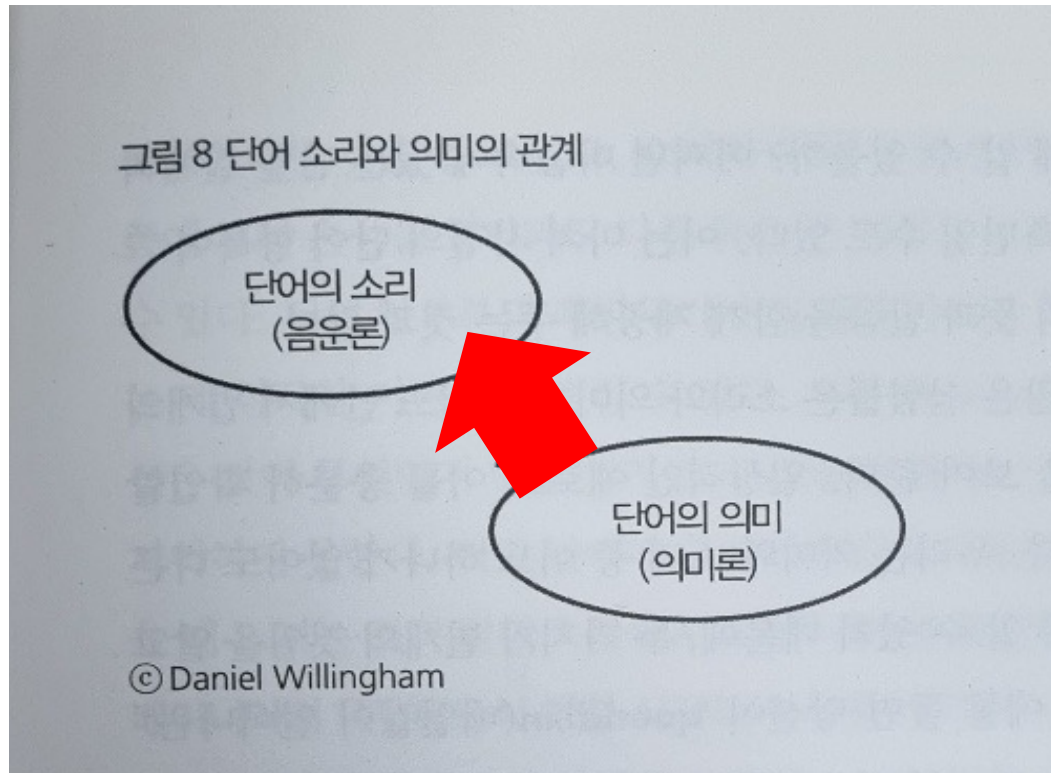 그림 8 단어 소리와 의미의 관계
단어의 소리
(음운론)
단어의 의미
(의미론)
ⓒ Daniel Willingham